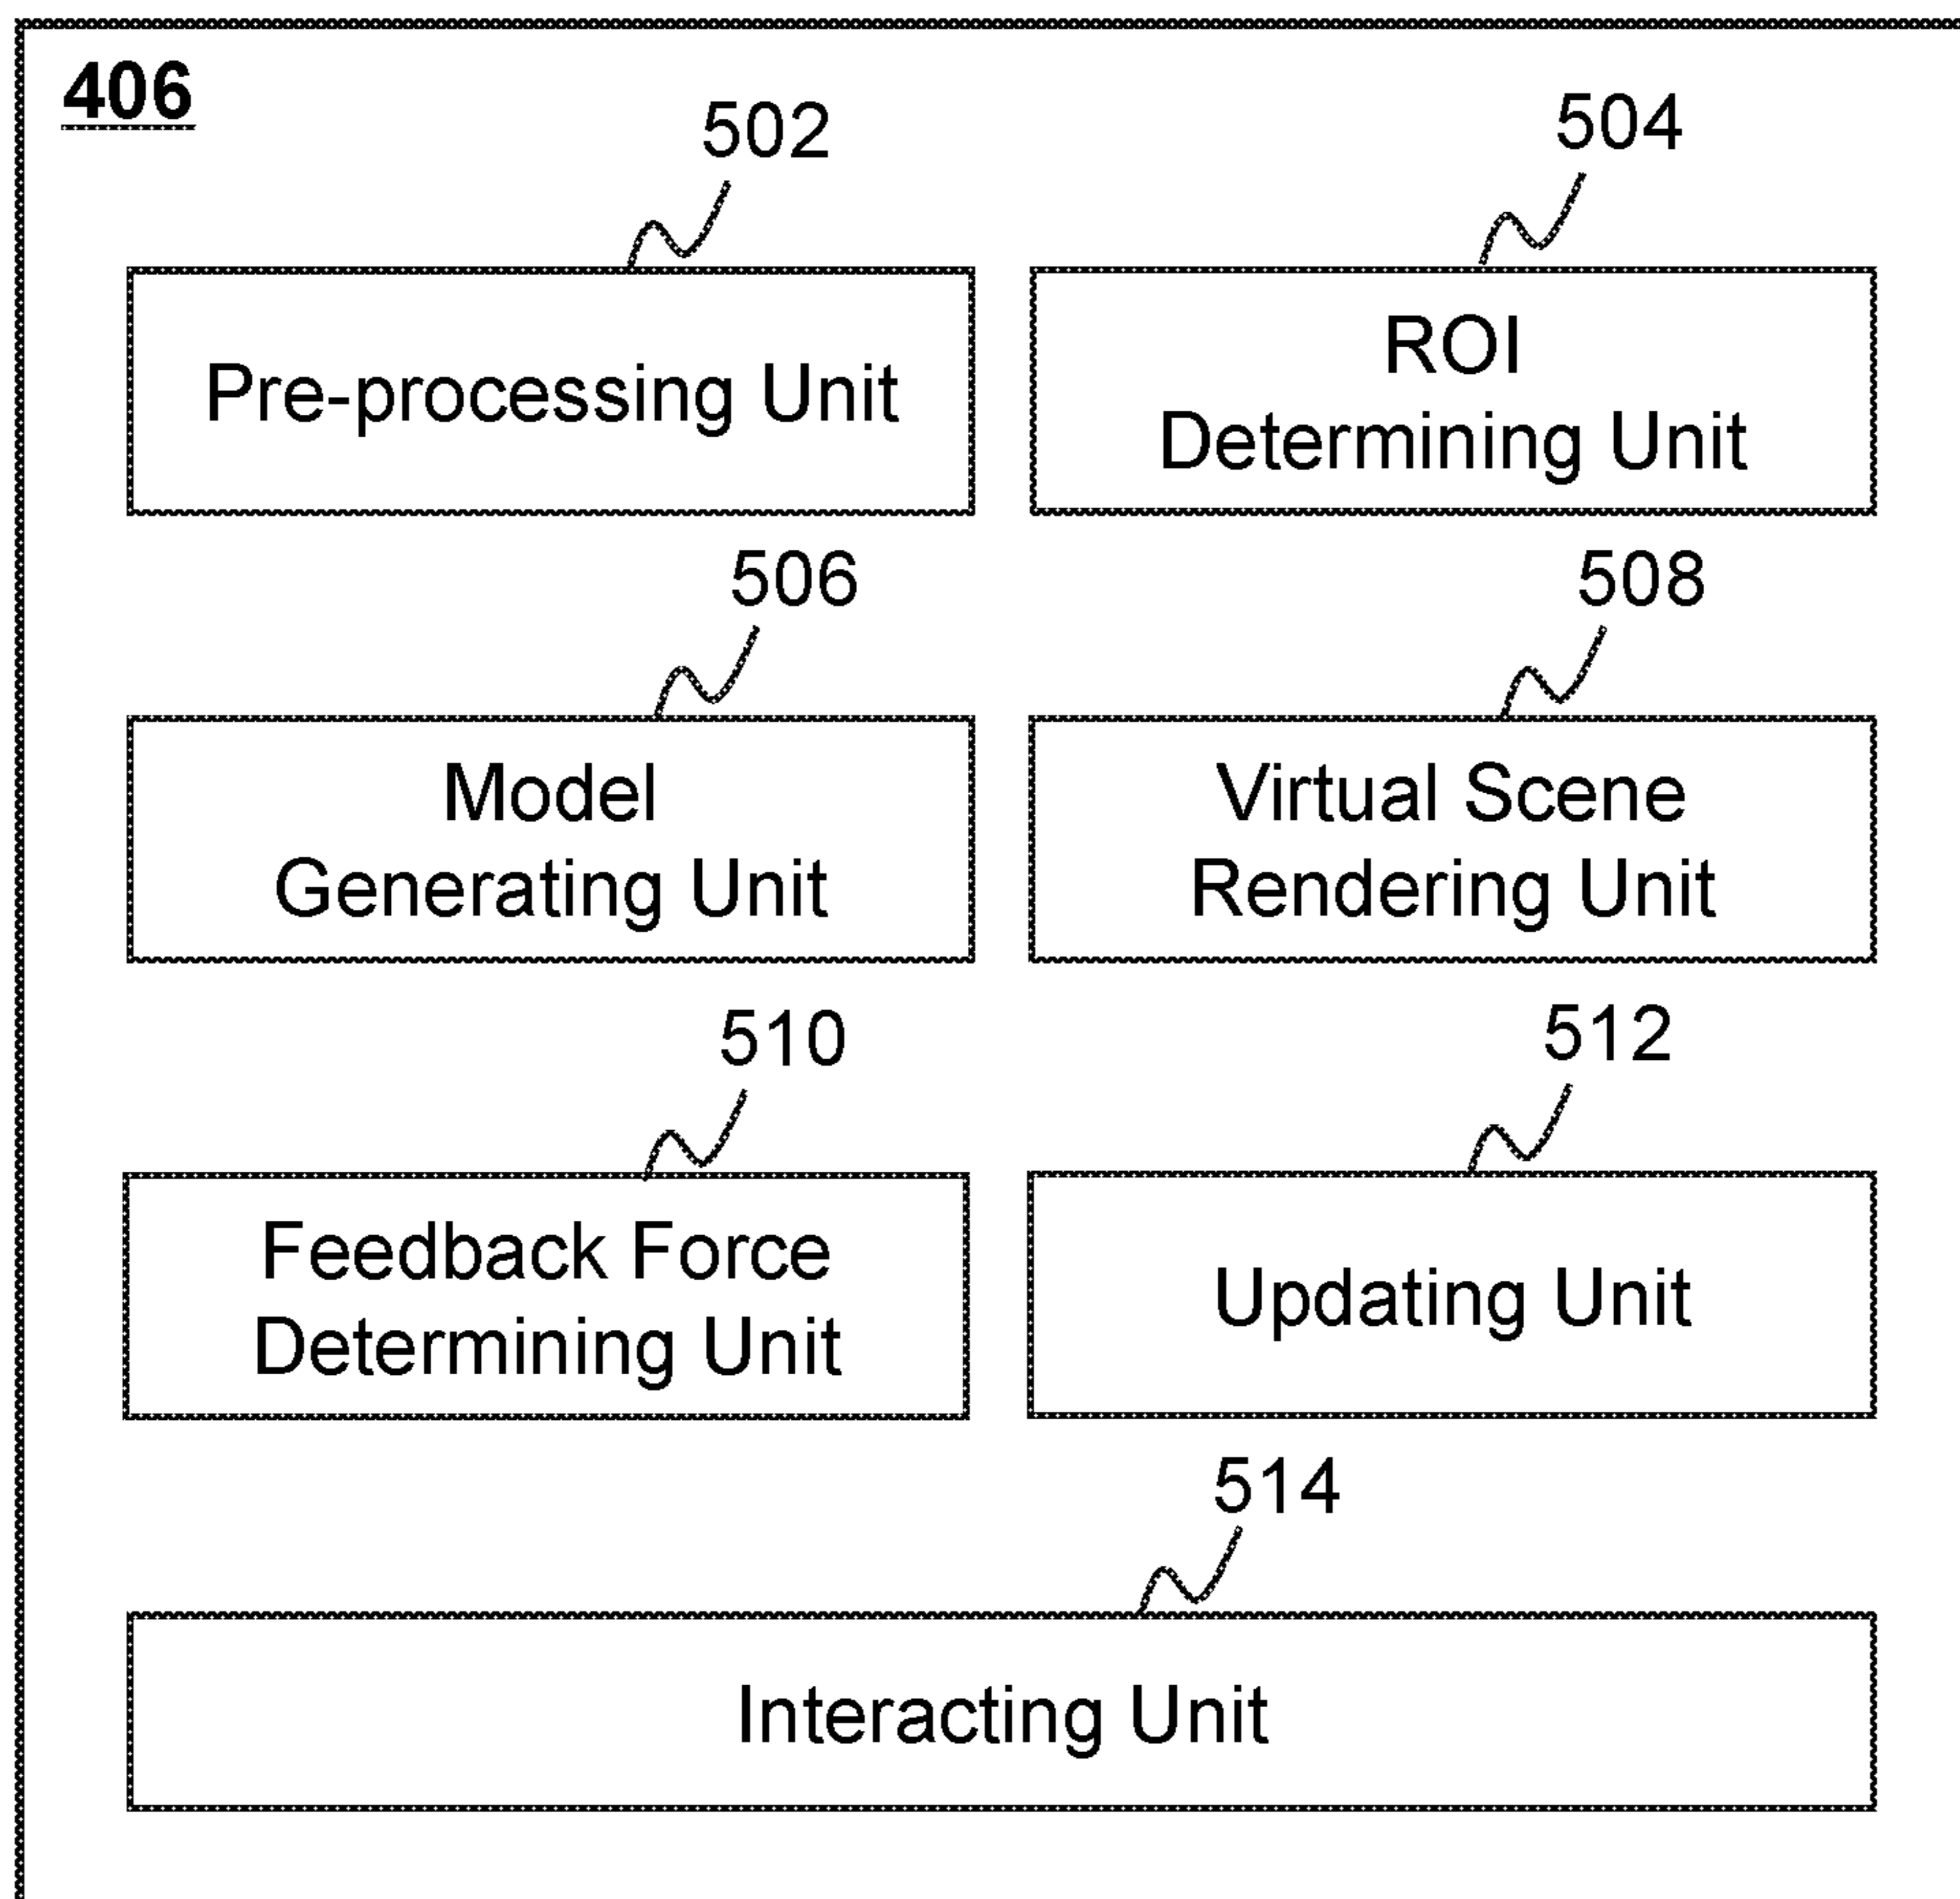 406
502
504
Pre-processing Unit
ROI
Determining Unit
506
508
Model
Generating Unit
Virtual Scene
Rendering Unit
510
512
Feedback Force
Determining Unit
Updating Unit
514
Interacting Unit